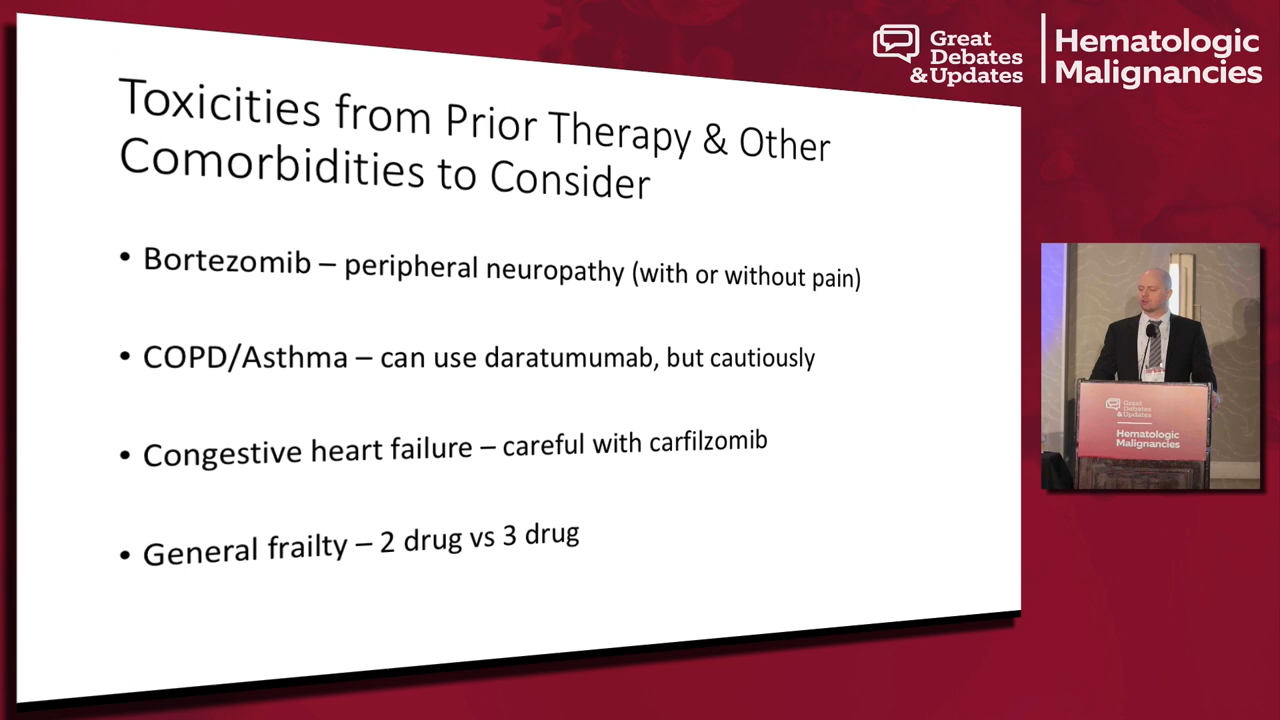 Great
Debates
& Updates
Hematologic
Malignancies
Toxicities from Prior Therapy & Other
Comorbidities to Consider
• Bortezomib – peripheral neuropathy (with or without pain)
• COPD/Asthma – can use daratumumab, but cautiously
• Congestive heart failure – careful with carfilzomib
• General frailty – 2 drug vs 3 drug
Great
Debates
& Updates
Hematologic
Malignancies